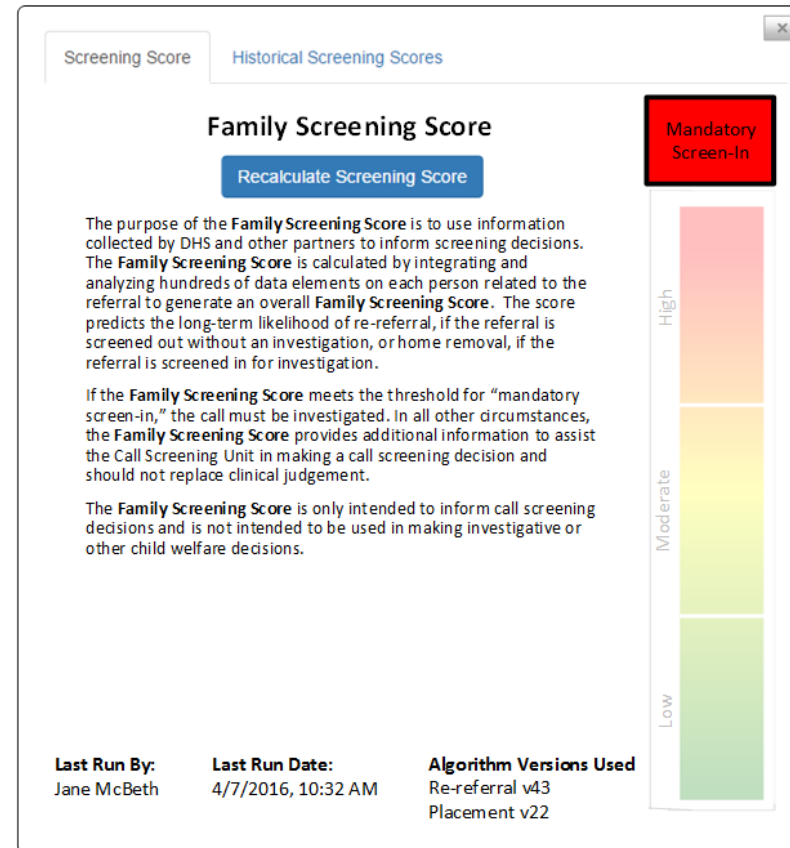 Screening Score
Historical Screening Scores
Family Screening Score
Recalculate Screening Score
Mandatory
Screen-In
The purpose of the Family Screening Score is to use information
collected by DHS and other partners to inform screening decisions.
The Family Screening Score is calculated by integrating and
analyzing hundreds of data elements on each person related to the
referral to generate an overall Family Screening Score. The score
predicts the long-term likelihood of re-referral, if the referral is
screened out without an investigation, or home removal, if the
referral is screened in for investigation.
If the Family Screening Score meets the threshold for “mandatory
screen-in,” the call must be investigated. In all other circumstances,
the Family Screening Score provides additional information to assist
the Call Screening Unit in making a call screening decision and
should not replace clinical judgement.
The Family Screening Score is only intended to inform call screening
decisions and is not intended to be used in making investigative or
other child welfare decisions.
High
Moderate
Low
Last Run By:
Jane McBeth
Last Run Date:
4/7/2016, 10:32 AM
Algorithm Versions Used
Re-referral v43
Placement v22